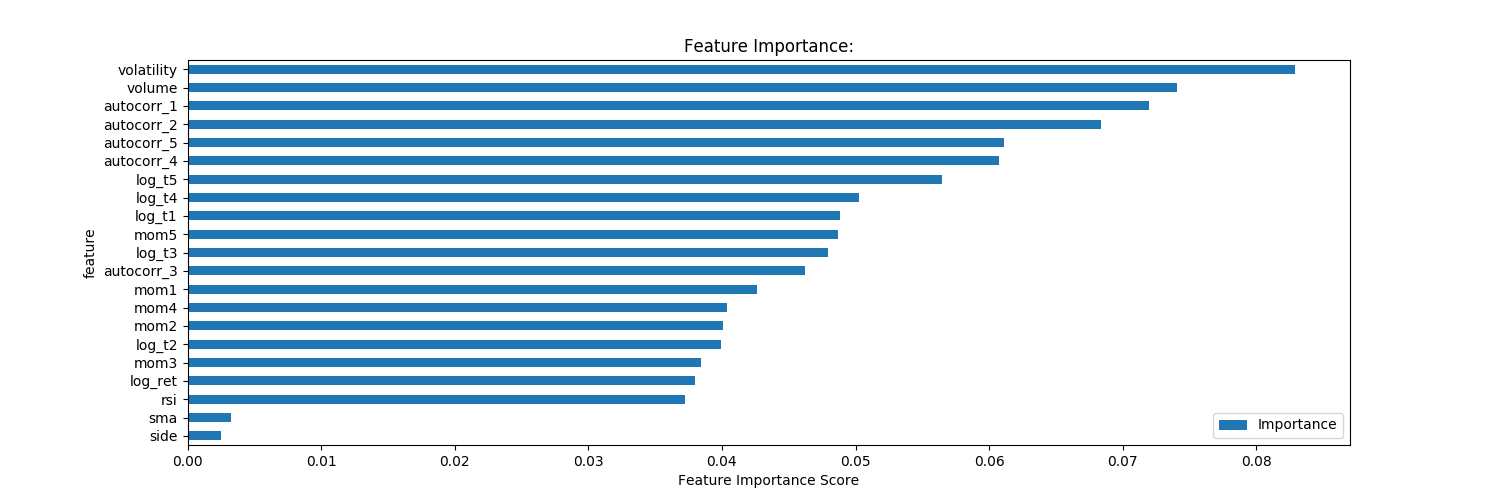 Feature Importance:
volatility
volume
autocorr_1
autocorr_2
autocorr_5
autocorr_4
log_t5
log_t4
log_t1
mom5
log_t3
autocorr_3
mom1
mom4
mom2
log_t2
mom3
log_ret
rsi
sma
side
feature
Importance
0.00 0.01 0.02 0.03 0.04 0.05 0.06 0.07 0.08
Feature Importance Score